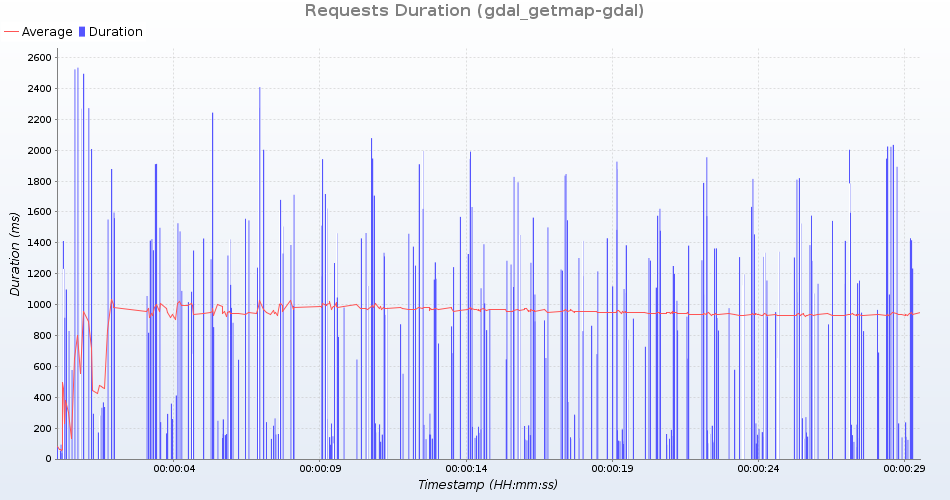 Requests Duration (gdal_getmap-gdal)
Average Duration
2600
2400
2200
2000
1800
1600
1400
1200
1000
800
600
400
200
0
Duration (ms)
00:00:04 00:00:09 00:00:14 00:00:19 00:00:24 00:00:29
Timestamp (HH:mm:ss)